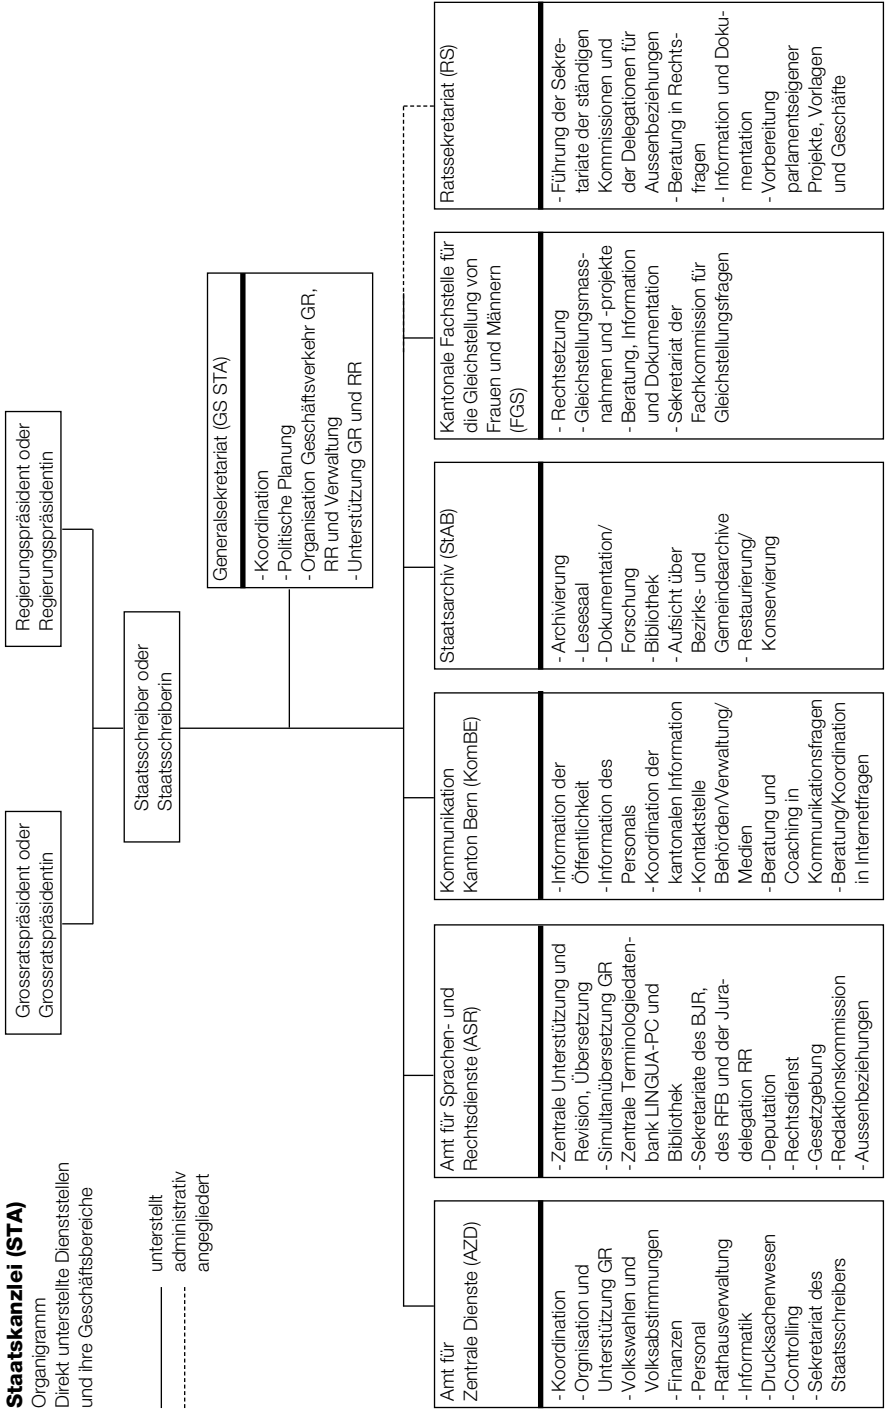 Staatskanzlei (STA)
Organigramm
Direkt unterstellte Dienststellen
und ihre Geschäftsbereiche
unterstellt
administrativ
angegliedert
Grossratspräsident oder
Grossratspräsidentin
Regierungspräsident oder
Regierungspräsidentin
Staatsschreiber oder
Staatsschreiberin
Generalsekretariat (GS STA)
- Koordination
- Politische Planung
- Organisation Geschäftsverkehr GR,
RR und Verwaltung
- Unterstützung GR und RR
Amt für
Zentrale Dienste (AZD)
- Koordination
- Orgnisation und
Unterstützung GR
- Volkswahlen und
Volksabstimmungen
- Finanzen
- Personal
- Rathausverwaltung
- Informatik
- Drucksachenwesen
- Controlling
- Sekretariat des
Staatsschreibers
Amt für Sprachen- und
Rechtsdienste (ASR)
- Zentrale Unterstützung und
Revision, Übersetzung
- Simultanübersetzung GR
- Zentrale Terminologiedaten-
bank LINGUA-PC und
Bibliothek
- Sekretariate des BJR,
des RFB und der Jura-
delegation RR
- Deputation
- Rechtsdienst
- Gesetzgebung
- Redaktionskommission
- Aussenbeziehungen
Kommunikation
Kanton Bern (KomBE)
- Information der
Öffentlichkeit
- Information des
Personals
- Koordination der
kantonalen Information
- Kontaktstelle
Behörden/Verwaltung/
Medien
- Beratung und
Coaching in
Kommunikationsfragen
- Beratung/Koordination
in Internetfragen
Staatsarchiv (StAB)
- Archivierung
- Lesesaal
- Dokumentation/
Forschung
- Bibliothek
- Aufsicht über
Bezirks- und
Gemeindearchive
- Restaurierung/
Konservierung
Kantonale Fachstelle für
die Gleichstellung von
Frauen und Männern
(FGS)
- Rechtsetzung
- Gleichstellungsmass-
nahmen und -projekte
- Beratung, Information
und Dokumentation
- Sekretariat der
Fachkommission für
Gleichstellungsfragen
Ratssekretariat (RS)
- Führung der Sekre-
tariate der ständigen
Kommissionen und
der Delegationen für
Aussenbeziehungen
- Beratung in Rechts-
fragen
- Information und Doku-
mentation
- Vorbereitung
parlamentseigener
Projekte, Vorlagen
und Geschäfte